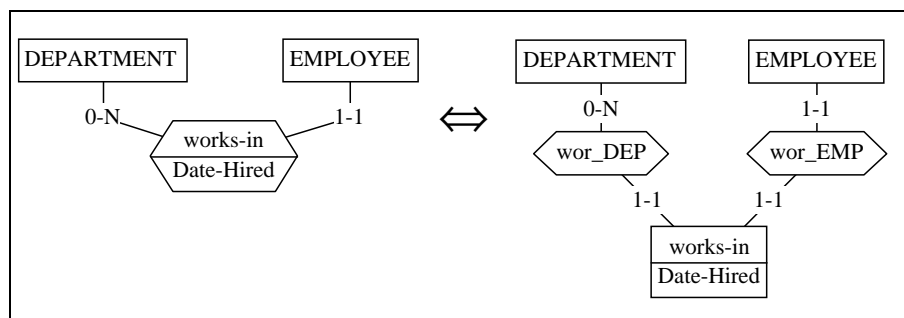 DEPARTMENT EMPLOYEE
0-N 1-1
works-in
Date-Hired
⇔
DEPARTMENT EMPLOYEE
0-N 1-1
wor_DEP wor_EMP
1-1 1-1
works-in
Date-Hired